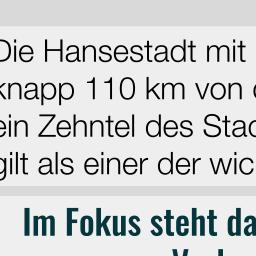 Die Hansestadt mit
knapp 110 km von
ein Zehntel des Stad
gilt als einer der wic
Im Fokus steht da